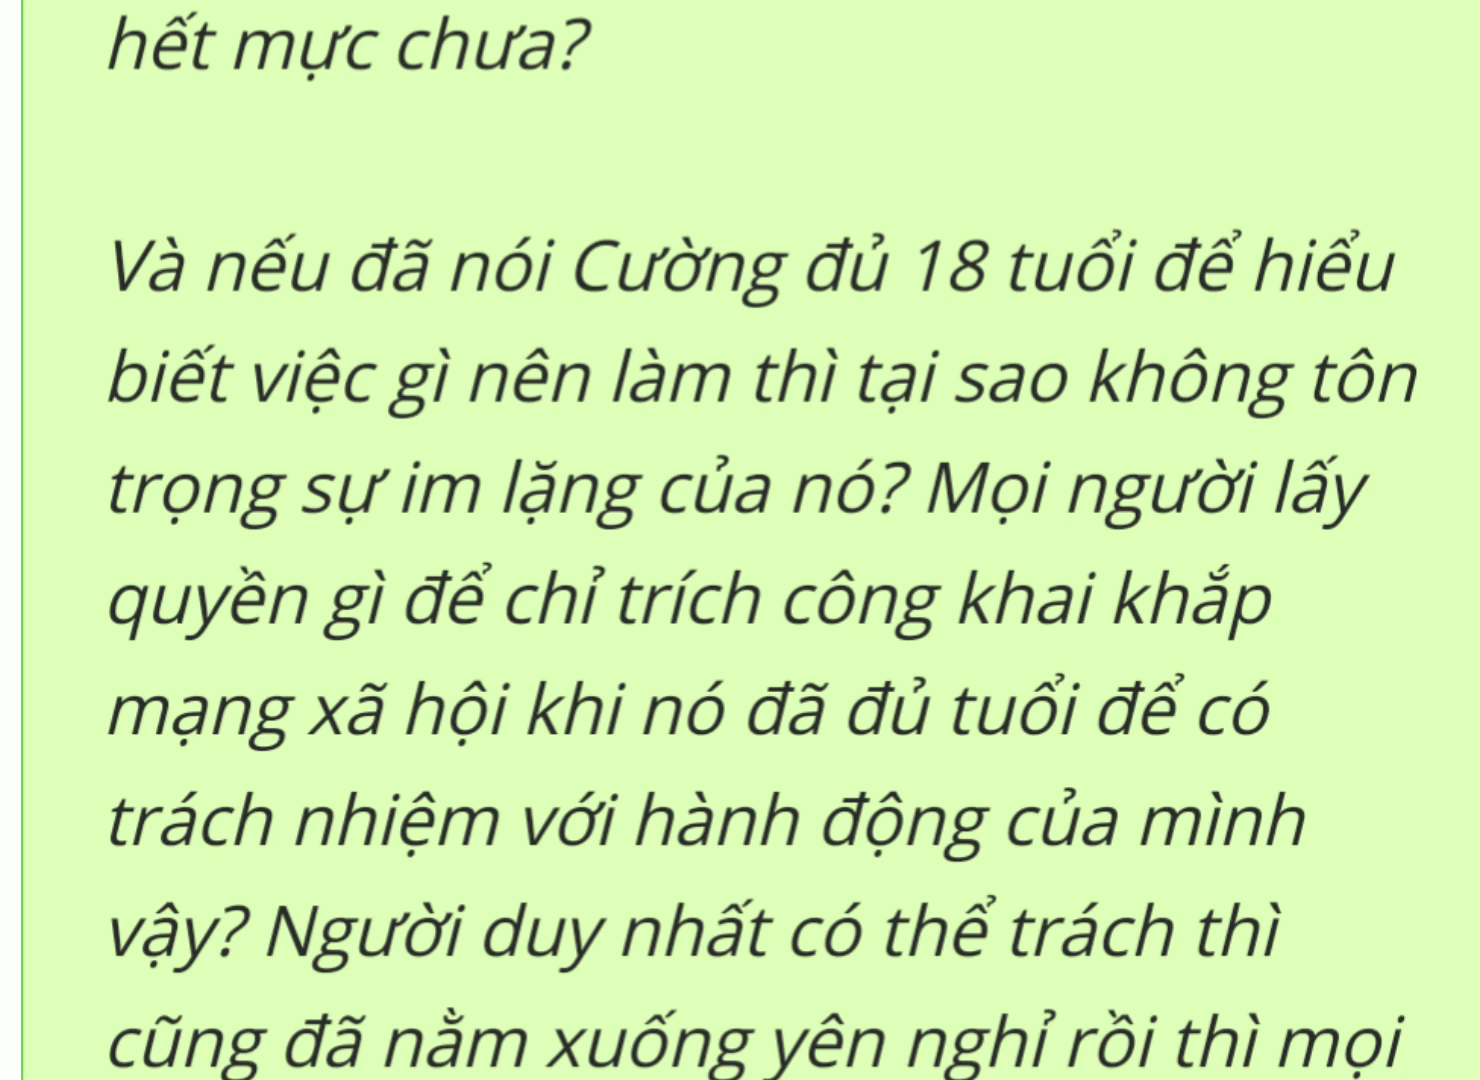 hết mực chưa?
Và nếu đã nói Cường đủ 18 tuổi để hiểu
biết việc gì nên làm thì tại sao không tôn
trọng sự im lặng của nó? Mọi người lấy
quyền gì để chỉ trích công khai khắp
mạng xã hội khi nó đã đủ tuổi để có
trách nhiệm với hành động của mình
vậy? Người duy nhất có thể trách thì
cũng đã nằm xuống yên nghỉ rồi thì mọi